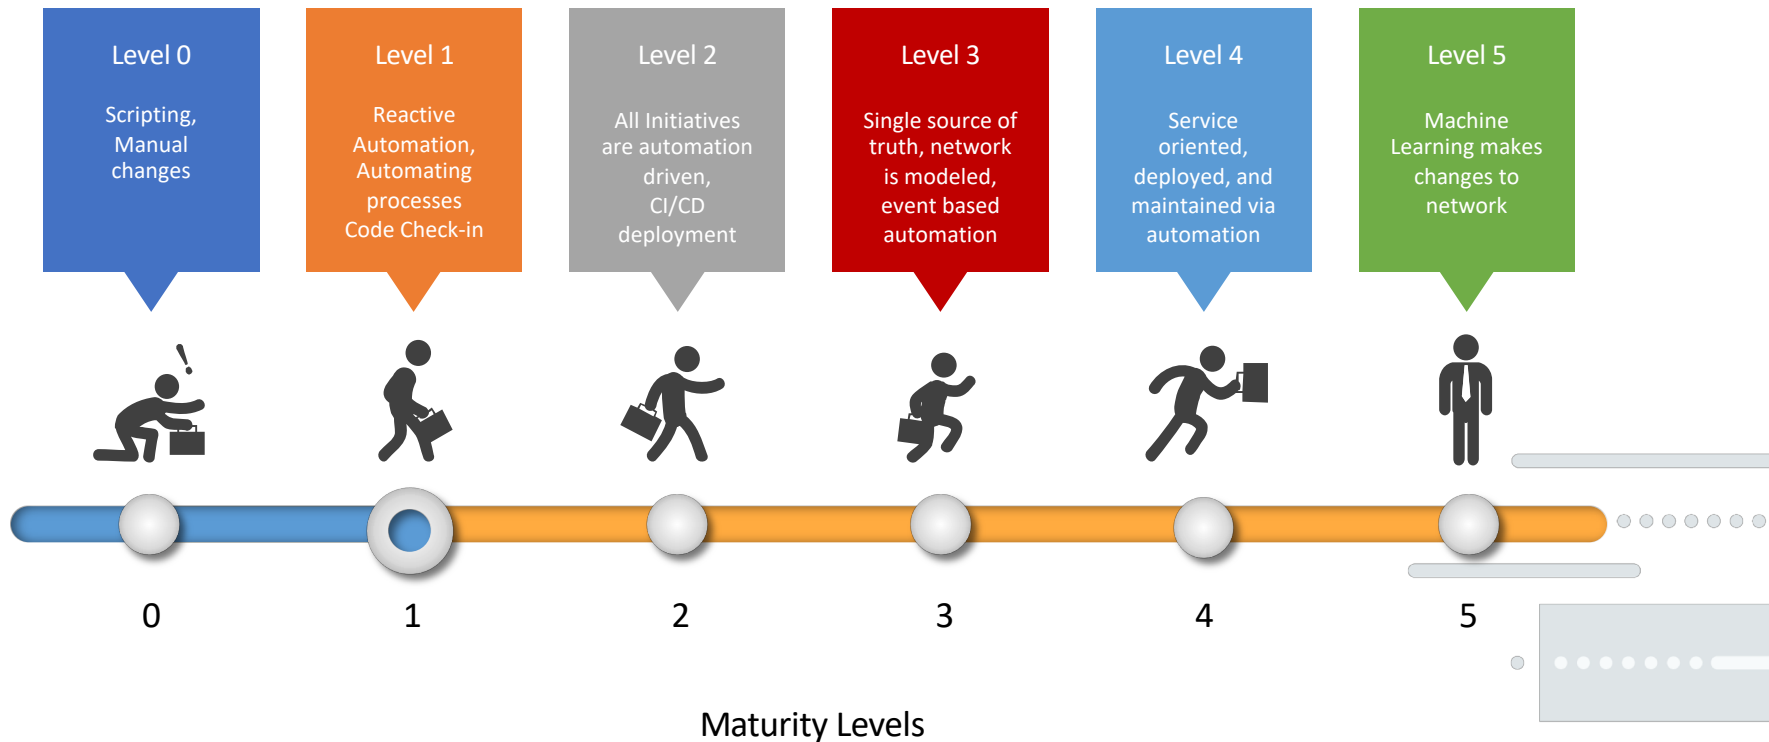 Level 0
Scripting,
Manual
changes
Level 1
Reactive
Automation,
Automating
processes
Code Check-in
Level 2
All Initiatives
are automation
driven,
CI/CD
deployment
Level 3
Single source of
truth, network
is modeled,
event based
automation
Level 4
Service
oriented,
deployed, and
maintained via
automation
Level 5
Machine
Learning makes
changes to
network
0
1
2
3
4
5
Maturity Levels